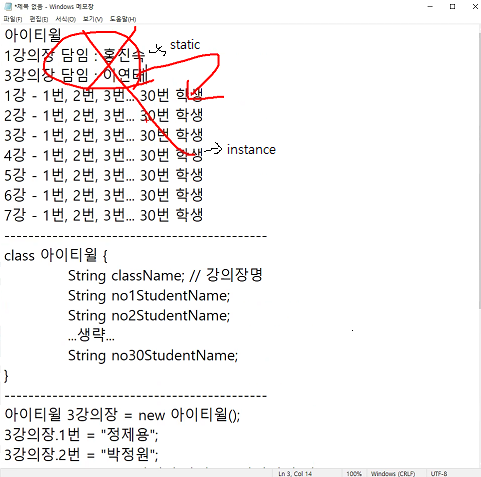 *제목 없음 - Windows 메모장
파일(F) 편집(E) 서식(O) 보기(V) 도움말(H)
아이티윌
1강의장 담임 : 홍진숙 static
3강의장 담임 : 이연태
1강 - 1번, 2번, 3번... 30번 학생
2강 - 1번, 2번, 3번... 30번 학생
3강 - 1번, 2번, 3번... 30번 학생
4강 - 1번, 2번, 3번... 30번 학생 instance
5강 - 1번, 2번, 3번... 30번 학생
6강 - 1번, 2번, 3번... 30번 학생
7강 - 1번, 2번, 3번... 30번 학생
----------------------------------------
class 아이티윌 {
String className; // 강의장명
String no1StudentName;
String no2StudentName;
...생략...
String no30StudentName;
}
----------------------------------------
아이티윌 3강의장 = new 아이티윌();
3강의장.1번 = "정제용";
3강의장.2번 = "박정원";
Ln 3, Col 14 100% Windows (CRLF) UTF-8